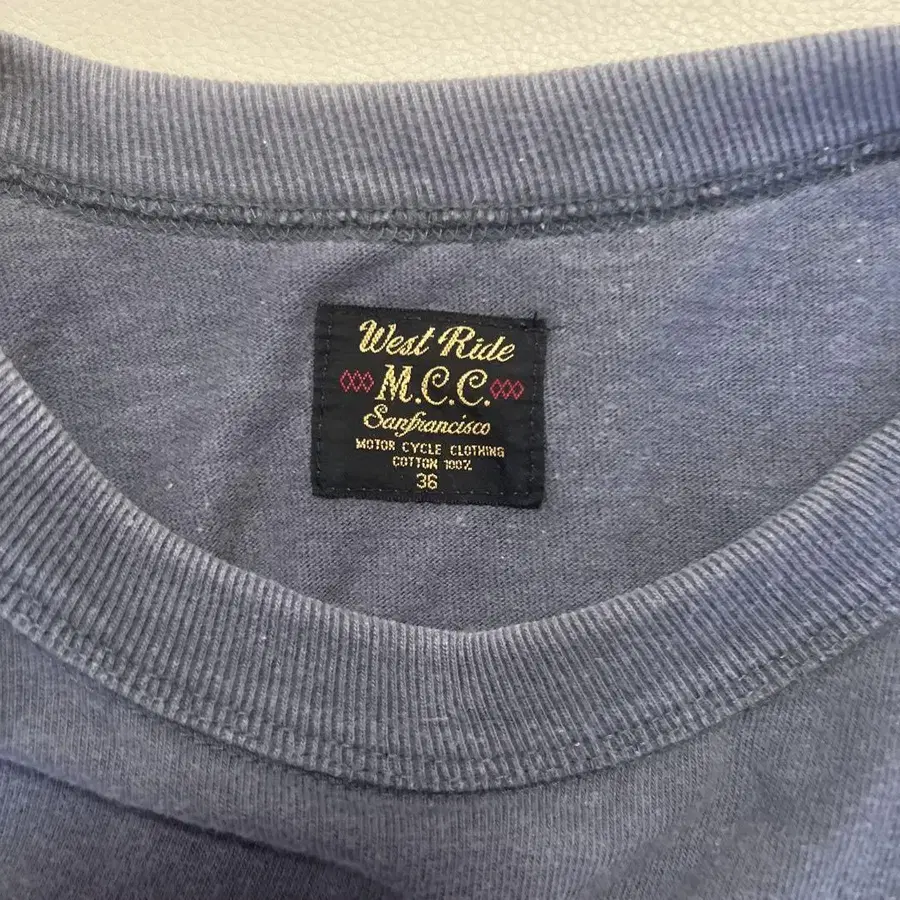 West Ride
M.C.C.
Sanfrancisco
MOTOR CYCLE CLOTHING
COTTON 100%
36